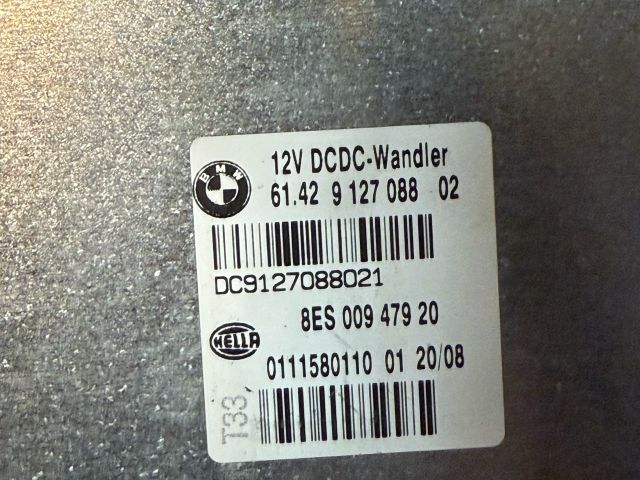 BMW
12V DCDC-Wandler
61.42 9 127 088 02
DC9127088021
8ES 009 479 20
HELLA
0111580110 01 20/08
T33